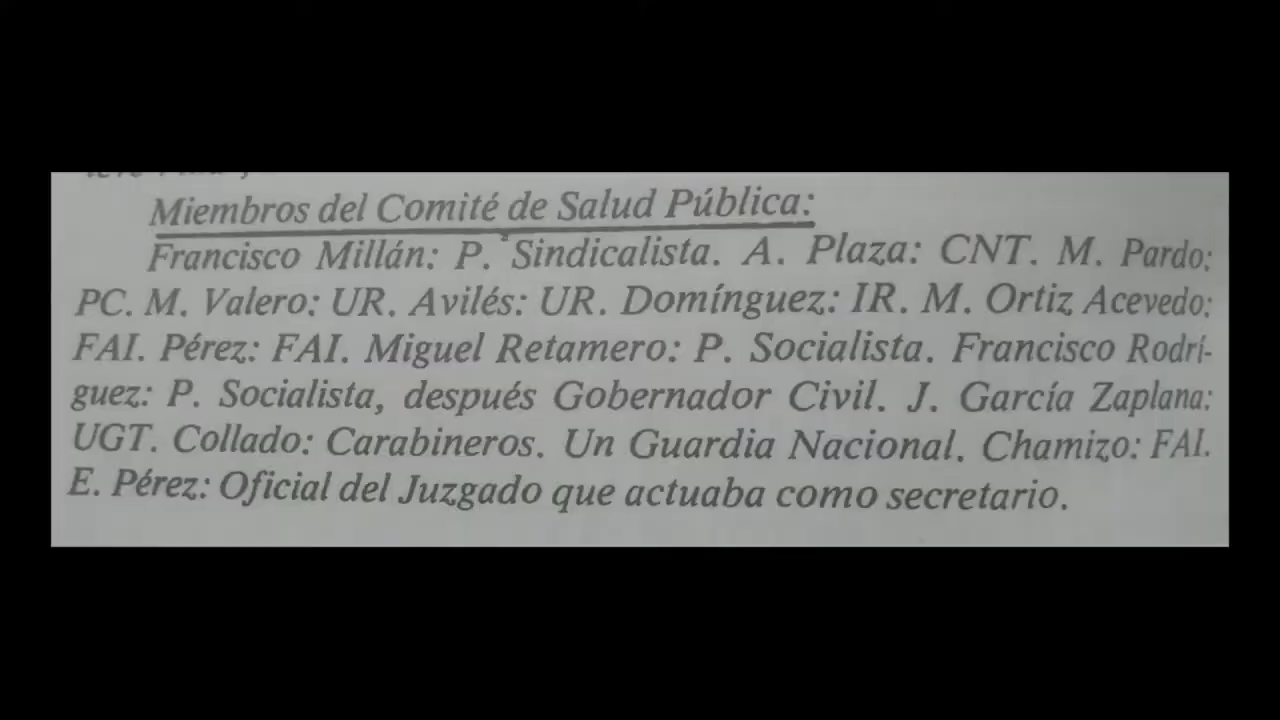 Miembros del Comité de Salud Pública:
Francisco Millán: P. Sindicalista. A. Plaza: CNT. M. Pardo:
PC. M. Valero: UR. Avilés: UR. Domínguez: IR. M. Ortiz Acevedo:
FAI. Pérez: FAI. Miguel Retamero: P. Socialista. Francisco Rodrí-
guez: P. Socialista, después Gobernador Civil. J. García Zaplana:
UGT. Collado: Carabineros. Un Guardia Nacional. Chamizo: FAI.
E. Pérez: Oficial del Juzgado que actuaba como secretario.